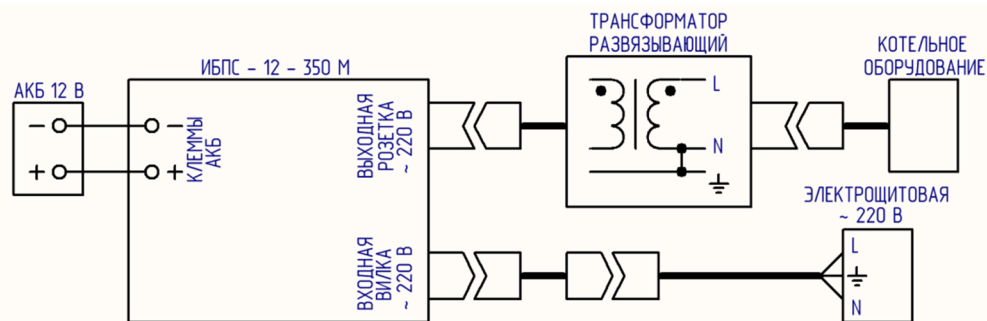 ТРАНСФОРМАТОР
РАЗВЯЗЫВАЮЩИЙ
КОТЕЛЬНОЕ
ОБОРУДОВАНИЕ
ИБПС - 12 - 350 М
АКБ 12 В
-
+
-
+
КЛЕММЫ
АКБ
ВЫХОДНАЯ
РОЗЕТКА
~ 220 В
L
N
ВХОДНАЯ
ВИЛКА
~ 220 В
ЭЛЕКТРОЩИТОВАЯ
~ 220 В
L
N